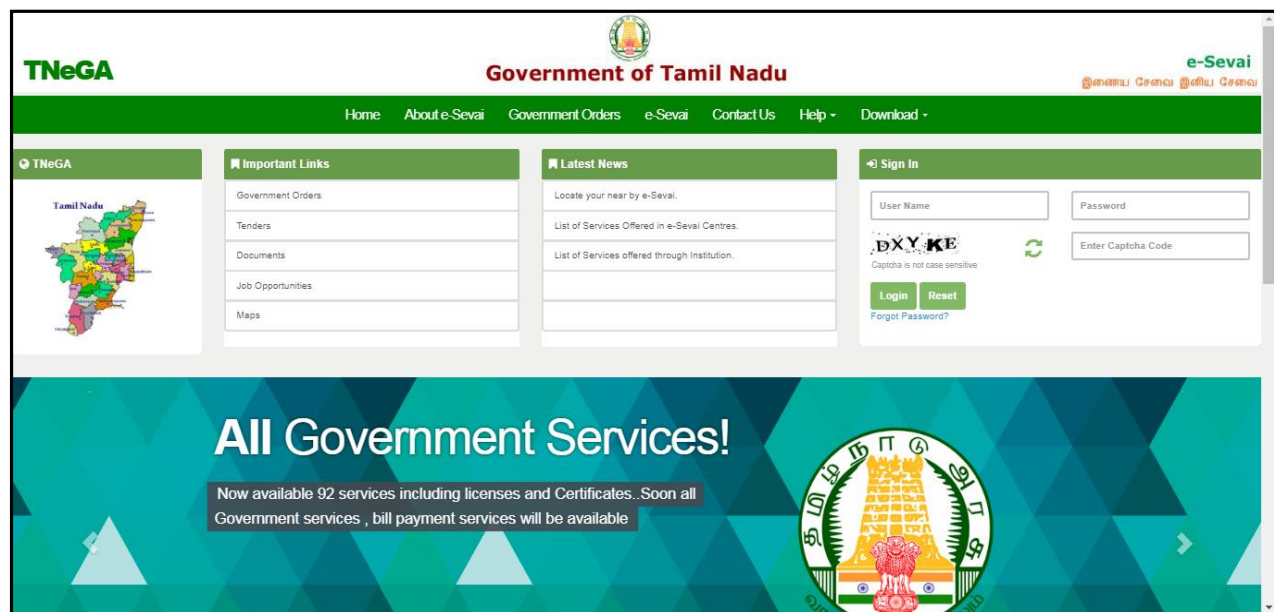 Government of Tamil Nadu
TNeGA
e-Sevai
இணைய சேவை இனிய சேவை
Home About e-Sevai Government Orders e-Sevai Contact Us Help Download
TNeGA
Tamil Nadu
Important Links
Government Orders
Tenders
Documents
Job Opportunities
Maps
Latest News
Locate your near by e-Sevai.
List of Services Offered in e-Sevai Centres.
List of Services offered through Institution.
Sign In
User Name Password
DXY KE Enter Captcha Code
Captcha is not case sensitive
Login Reset
Forgot Password?
All Government Services!
Now available 92 services including licenses and Certificates..Soon all
Government services , bill payment services will be available
தமிழ் நாடு அரசு